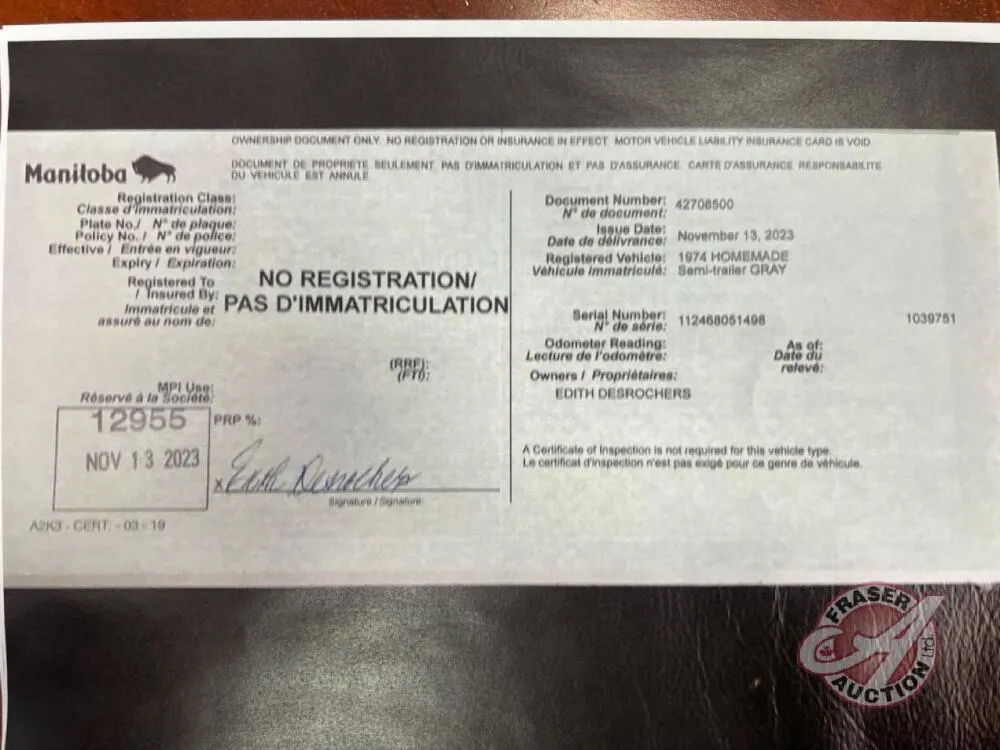 OWNERSHIP DOCUMENT ONLY. NO REGISTRATION OR INSURANCE IN EFFECT. MOTOR VEHICLE LIABILITY INSURANCE CARD IS VOID.
Manitoba
DOCUMENT DE PROPRIETE SEULEMENT. PAS D'IMMATRICULATION ET PAS D'ASSURANCE. CARTE D'ASSURANCE RESPONSABILITE
DU VEHICULE EST ANNULE
Registration Class:
Classe d'immatriculation:
Plate No./ N° de plaque:
Policy No. / N° de police:
Effective / Entrée en vigueur:
Expiry / Expiration:
Registered To
/ Insured By:
Immatriculé et
assuré au nom de:
NO REGISTRATION/
PAS D'IMMATRICULATION
(RRF):
(FTI):
MPI Use:
Réservé à la Société:
12955
NOV 13 2023
PRP %:
x Edith Desrochers
Signature / Signature
A2K3 - CERT. - 03 - 19
Document Number: 42708500
N° de document:
Issue Date: November 13, 2023
Date de délivrance:
Registered Vehicle: 1974 HOMEMADE
Véhicule immatriculé: Semi-trailer GRAY
Serial Number: 112468051498 1039751
N° de série:
Odometer Reading: As of:
Lecture de l'odomètre: Date du
relevé:
Owners / Propriétaires:
EDITH DESROCHERS
A Certificate of Inspection is not required for this vehicle type.
Le certificat d'inspection n'est pas exigé pour ce genre de véhicule.
FRASER
AUCTION Ltd.